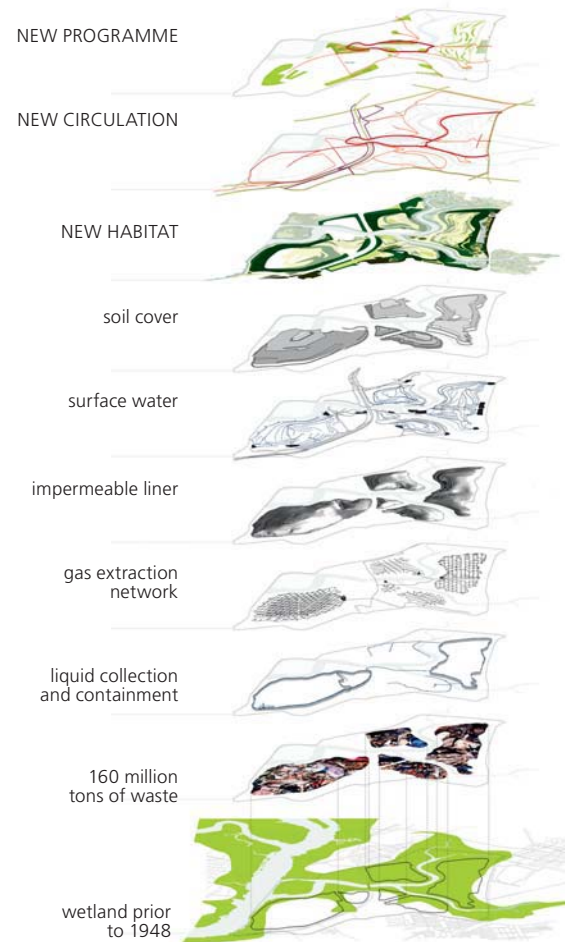 NEW PROGRAMME
NEW CIRCULATION
NEW HABITAT
soil cover
surface water
impermeable liner
gas extraction
network
liquid collection
and containment
160 million
tons of waste
wetland prior
to 1948